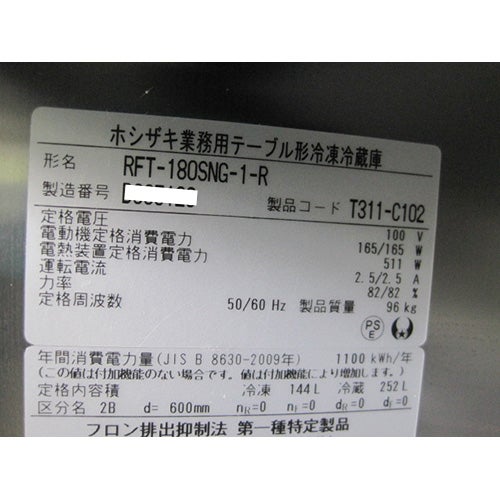 ホシザキ業務用テーブル形冷凍冷蔵庫
形名 RFT-180SNG-1-R
製造番号 製品コード T311-C102
定格電圧 100 V
電動機定格消費電力 165/165 W
電熱装置定格消費電力 511 W
運転電流 2.5/2.5 A
力率 82/82 %
定格周波数 50/60 Hz 製品質量 96 kg
PS E
年間消費電力量(JIS B 8630-2009年) 1100 kWh/年
(この値は付加機能のない場合です。値は付加機能により増加します。)
定格内容積 冷凍 144L 冷蔵 252L
区分名 2B d= 600mm nR=0 nF=0 dR=0 dF=0
フロン排出抑制法 第一種特定製品